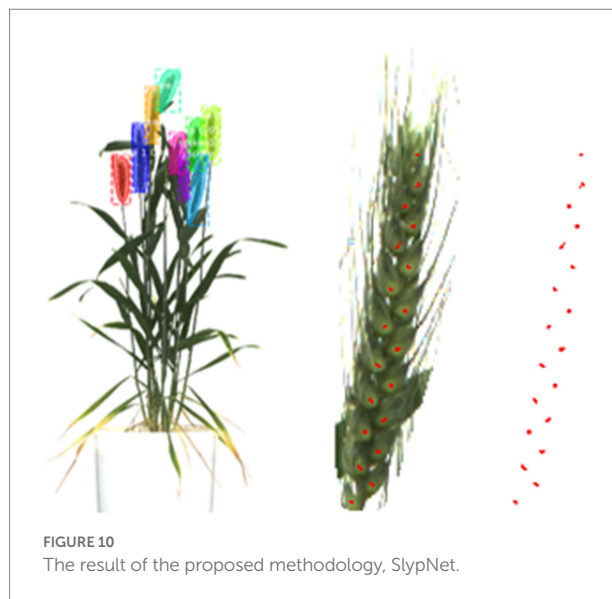 FIGURE 10
The result of the proposed methodology, SlypNet.